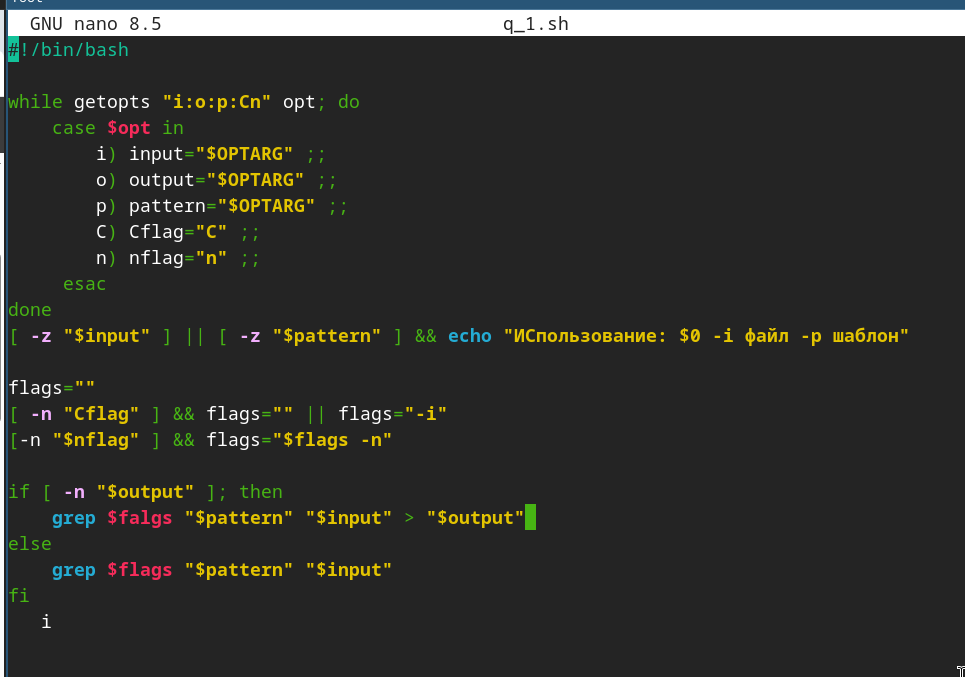 GNU nano 8.5 q_1.sh
#!/bin/bash
while getopts "i:o:p:Cn" opt; do
case $opt in
i) input="$OPTARG" ;;
o) output="$OPTARG" ;;
p) pattern="$OPTARG" ;;
C) Cflag="C" ;;
n) nflag="n" ;;
esac
done
[ -z "$input" ] || [ -z "$pattern" ] && echo "ИСпользование: $0 -i файл -p шаблон"
flags=""
[ -n "Cflag" ] && flags="" || flags="-i"
[-n "$nflag" ] && flags="$flags -n"
if [ -n "$output" ]; then
grep $falgs "$pattern" "$input" > "$output"
else
grep $flags "$pattern" "$input"
fi
i